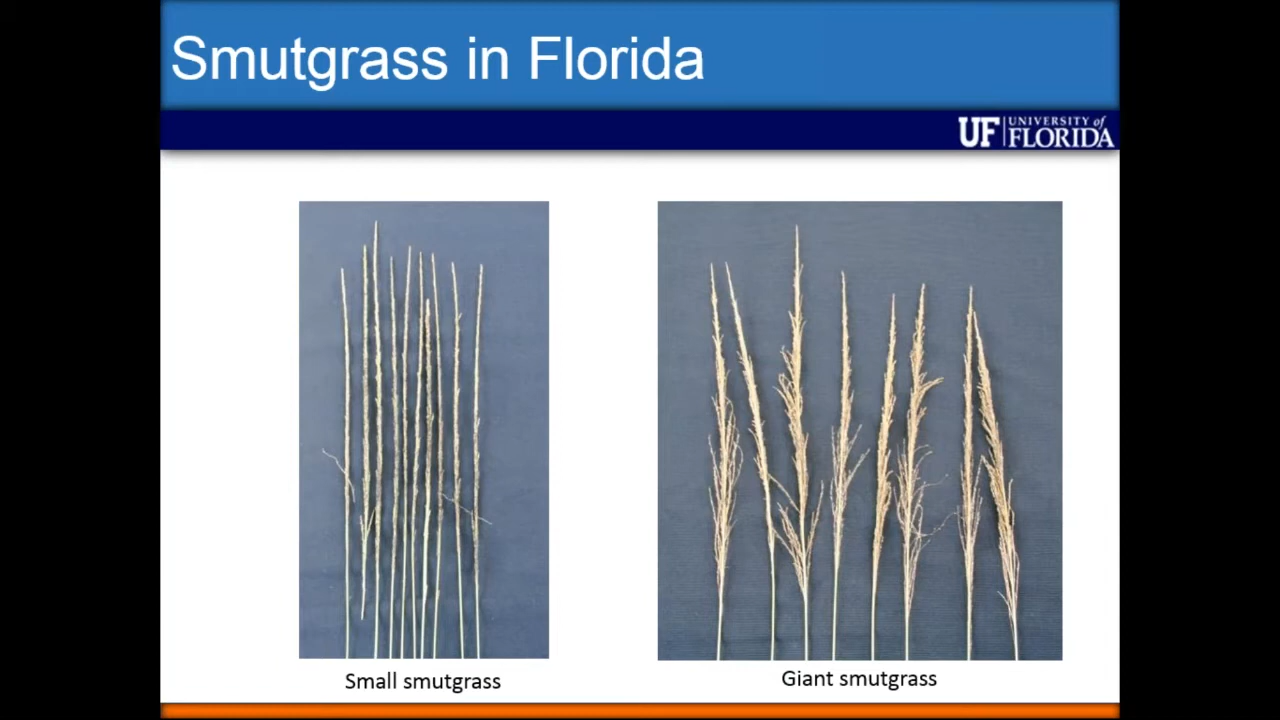 Smutgrass in Florida
UF UNIVERSITY of
FLORIDA
Small smutgrass
Giant smutgrass